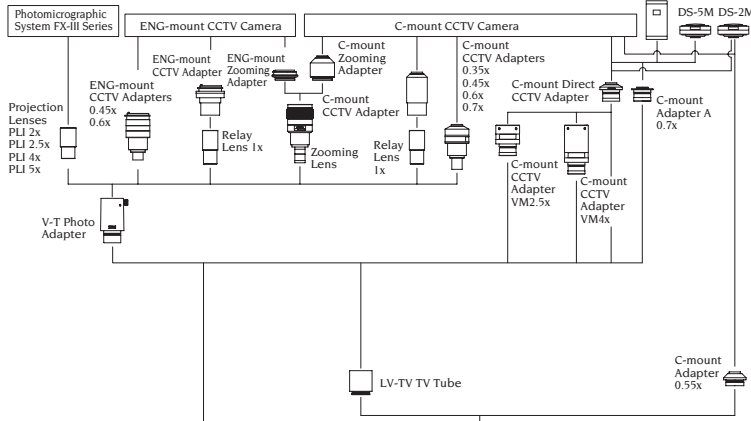 Photomicrographic
System FX-III Series
ENG-mount CCTV Camera
C-mount CCTV Camera
DS-5M
DS-2M
ENG-mount
CCTV Adapters
0.45x
0.6x
ENG-mount
CCTV Adapter
ENG-mount
Zooming
Adapter
C-mount
Zooming
Adapter
C-mount
CCTV Adapter
C-mount
CCTV Adapters
0.35x
0.45x
0.6x
0.7x
C-mount Direct
CCTV Adapter
C-mount
Adapter A
0.7x
Projection
Lenses
PLI 2x
PLI 2.5x
PLI 4x
PLI 5x
Relay
Lens 1x
Zooming
Lens
Relay
Lens
1x
C-mount
CCTV
Adapter
VM2.5x
C-mount
CCTV
Adapter
VM4x
V-T Photo
Adapter
LV-TV TV Tube
C-mount
Adapter
0.55x